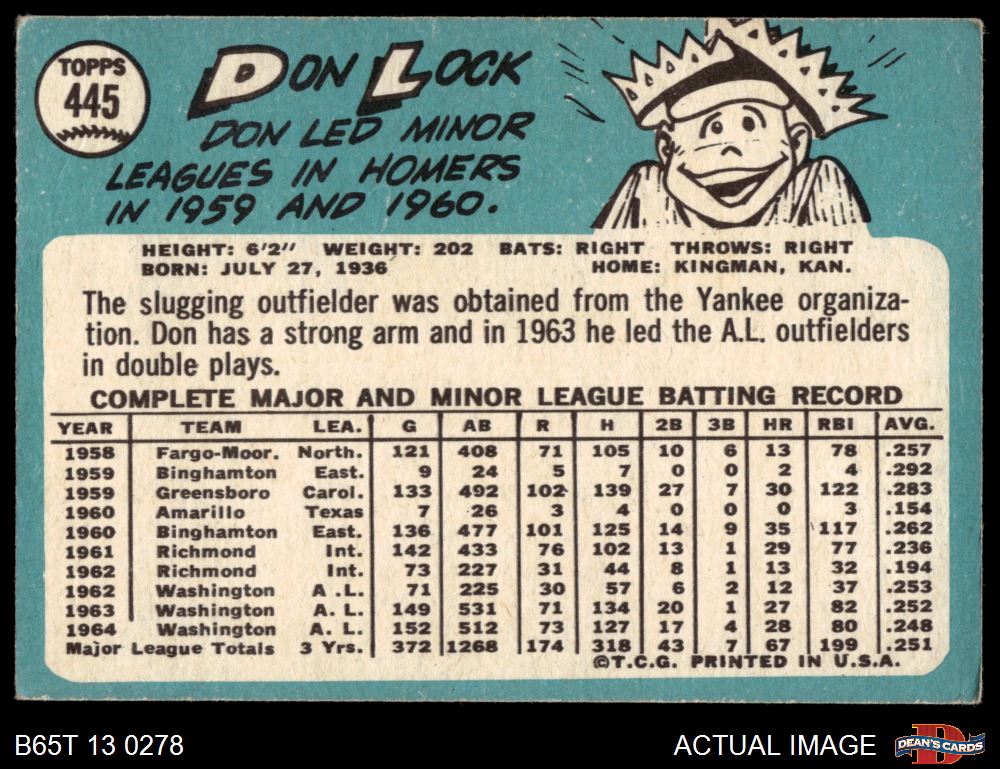 TOPPS
445
DON LOCK
DON LED MINOR
LEAGUES IN HOMERS
IN 1959 AND 1960.
HEIGHT: 6'2" WEIGHT: 202 BATS: RIGHT THROWS: RIGHT
BORN: JULY 27, 1936 HOME: KINGMAN, KAN.
The slugging outfielder was obtained from the Yankee organiza-
tion. Don has a strong arm and in 1963 he led the A.L. outfielders
in double plays.
COMPLETE MAJOR AND MINOR LEAGUE BATTING RECORD
YEAR TEAM LEA. G AB R H 2B 3B HR RBI AVG.
1958 Fargo-Moor. North. 121 408 71 105 10 6 13 78 .257
1959 Binghamton East. 9 24 5 7 0 0 2 4 .292
1959 Greensboro Carol. 133 492 102 139 27 7 30 122 .283
1960 Amarillo Texas 7 26 3 4 0 0 0 3 .154
1960 Binghamton East. 136 477 101 125 14 9 35 117 .262
1961 Richmond Int. 142 433 76 102 13 1 29 77 .236
1962 Richmond Int. 73 227 31 44 8 1 13 32 .194
1962 Washington A .L. 71 225 30 57 6 2 12 37 .253
1963 Washington A. L. 149 531 71 134 20 1 27 82 .252
1964 Washington A. L. 152 512 73 127 17 4 28 80 .248
Major League Totals 3 Yrs. 372 1268 174 318 43 7 67 199 .251
©T.C.G. PRINTED IN U.S.A.
B65T 13 0278 ACTUAL IMAGE DEAN'S CARDS